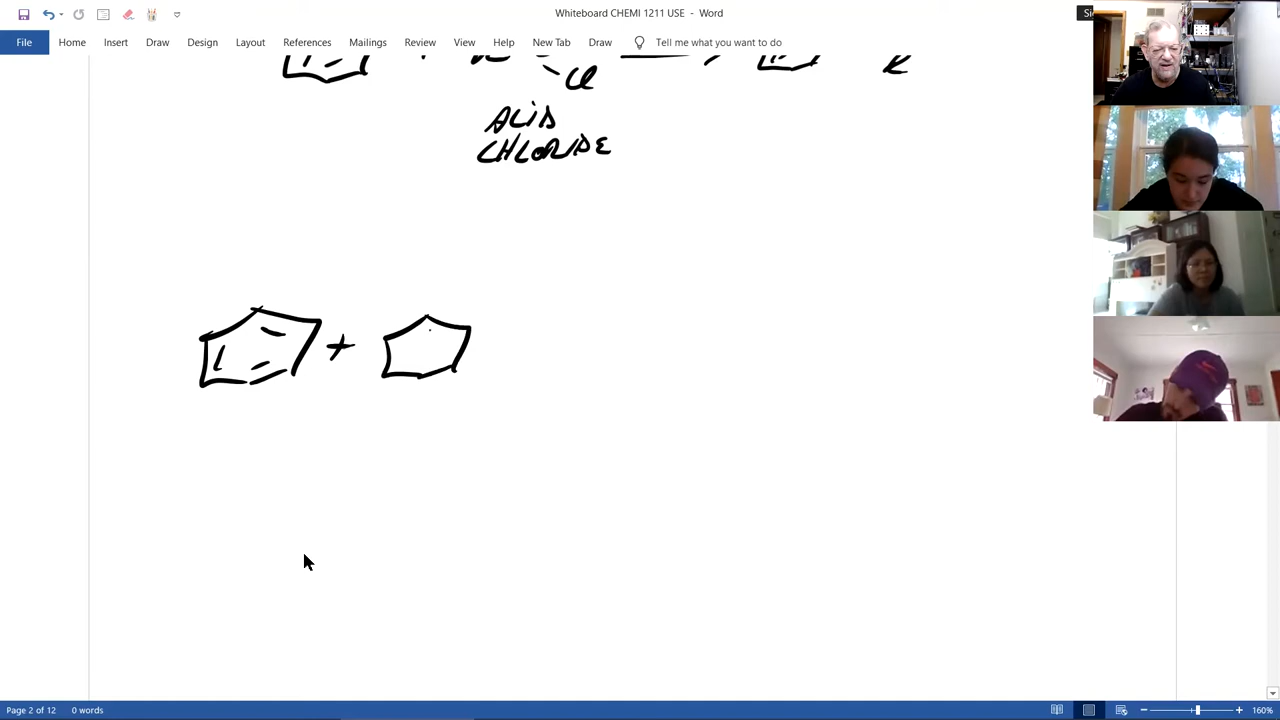 Whiteboard CHEMI 1211 USE - Word
File Home Insert Draw Design Layout References Mailings Review View Help New Tab Draw Tell me what you want to do
+ Cl R
ACID
CHLORIDE
+
Page 2 of 12 0 words 160%